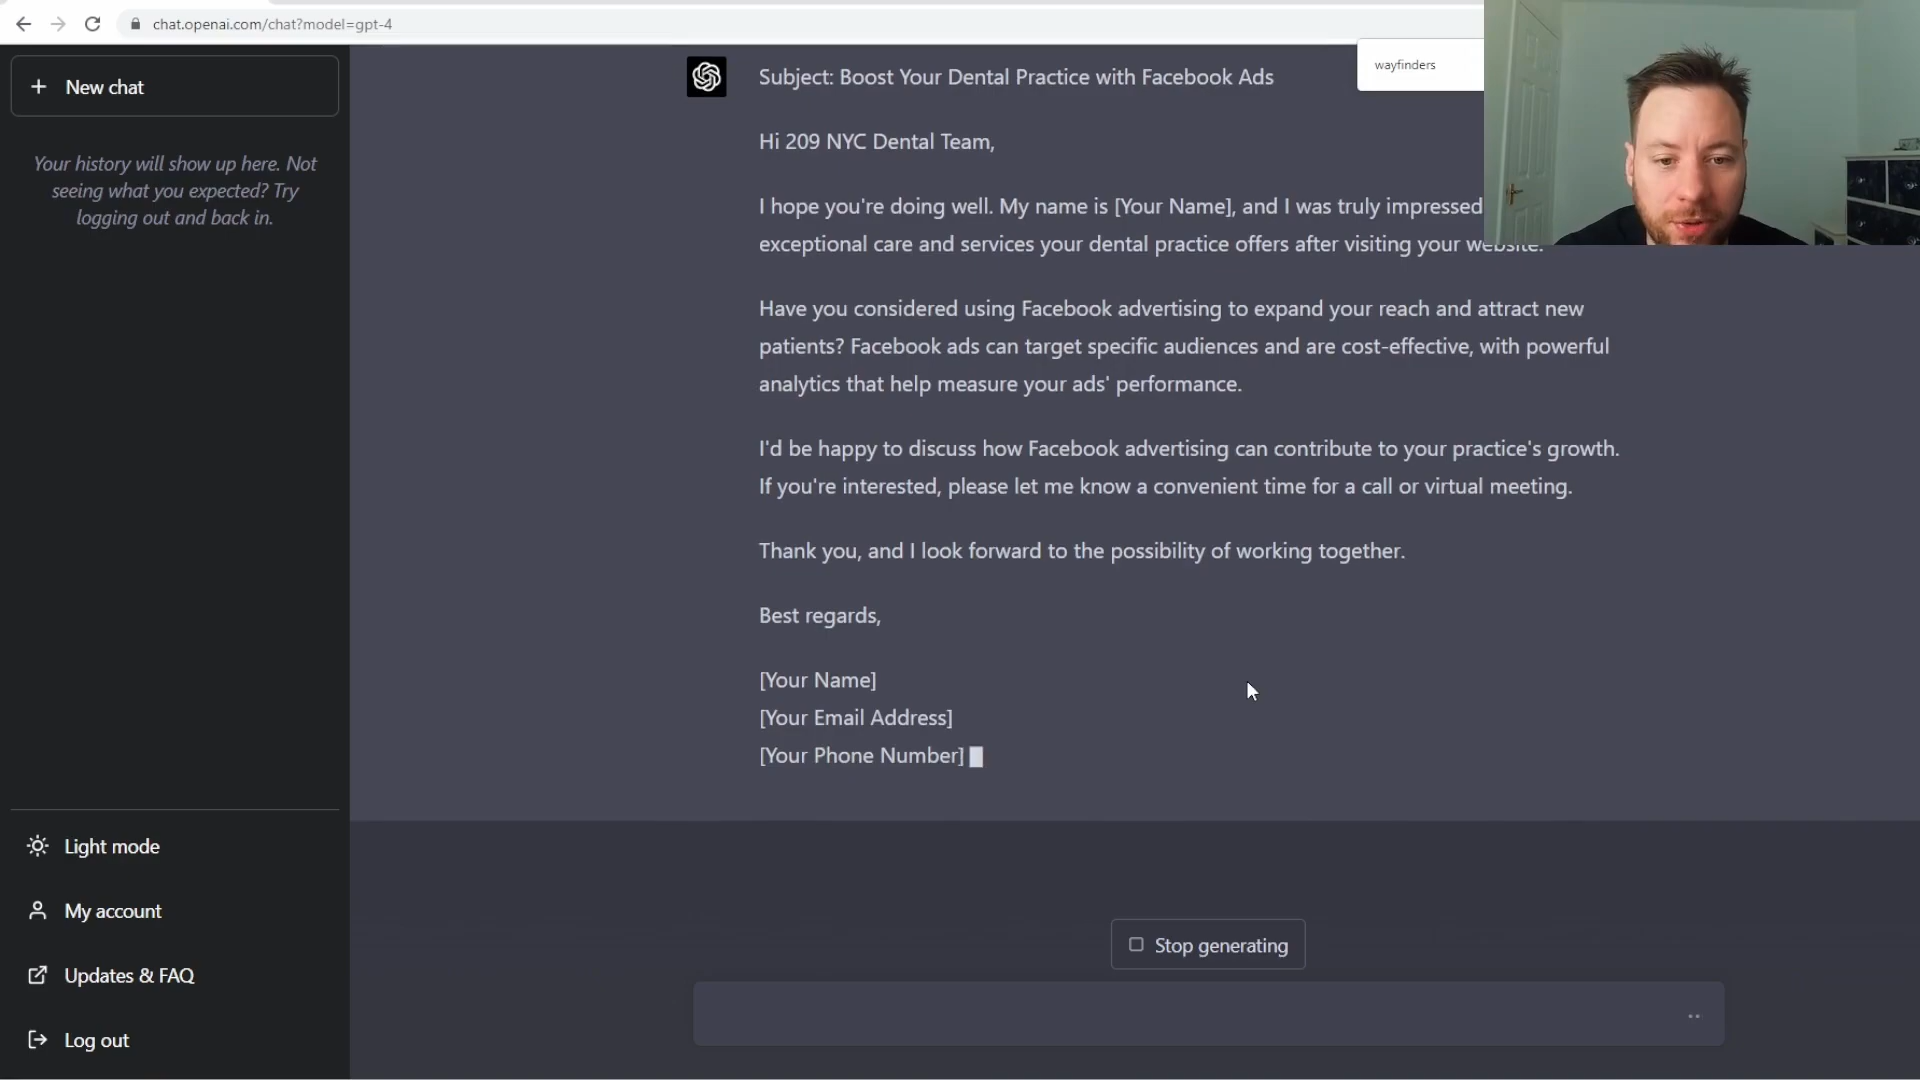 chat.openai.com/chat?model=gpt-4
wayfinders
New chat
Your history will show up here. Not
seeing what you expected? Try
logging out and back in.
Light mode
My account
Updates & FAQ
Log out
Subject: Boost Your Dental Practice with Facebook Ads
Hi 209 NYC Dental Team,
I hope you're doing well. My name is [Your Name], and I was truly impressed
exceptional care and services your dental practice offers after visiting your website.
Have you considered using Facebook advertising to expand your reach and attract new
patients? Facebook ads can target specific audiences and are cost-effective, with powerful
analytics that help measure your ads' performance.
I'd be happy to discuss how Facebook advertising can contribute to your practice's growth.
If you're interested, please let me know a convenient time for a call or virtual meeting.
Thank you, and I look forward to the possibility of working together.
Best regards,
[Your Name]
[Your Email Address]
[Your Phone Number]
Stop generating